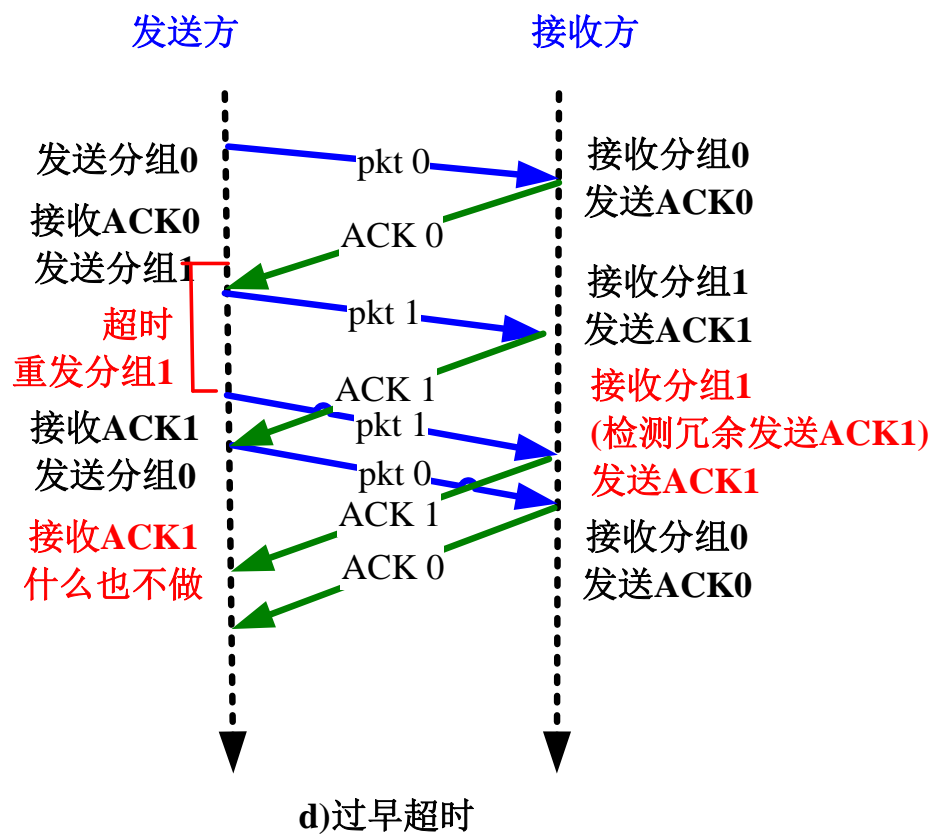 发送方
接收方
发送分组0
pkt 0
接收分组0
发送ACK0
接收ACK0
发送分组1
ACK 0
接收分组1
发送ACK1
超时
重发分组1
pkt 1
ACK 1
接收分组1
(检测冗余发送ACK1)
发送ACK1
接收ACK1
发送分组0
pkt 1
pkt 0
接收ACK1
什么也不做
ACK 1
ACK 0
接收分组0
发送ACK0
d)过早超时